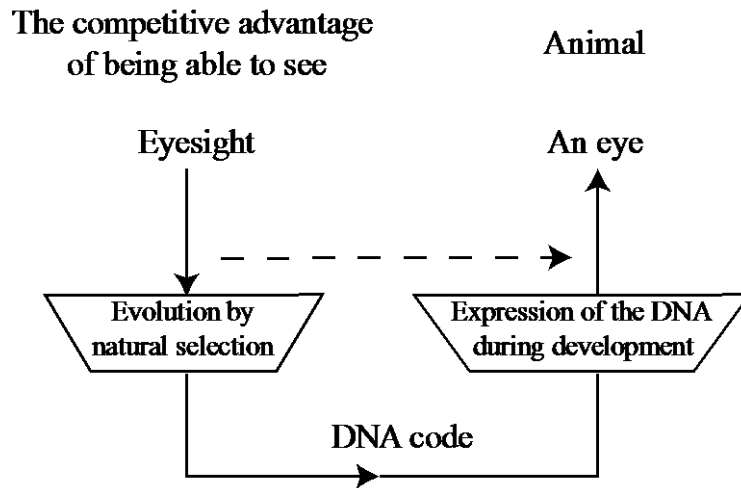 The competitive advantage
of being able to see
Animal
Eyesight
An eye
Evolution by
natural selection
Expression of the DNA
during development
DNA code